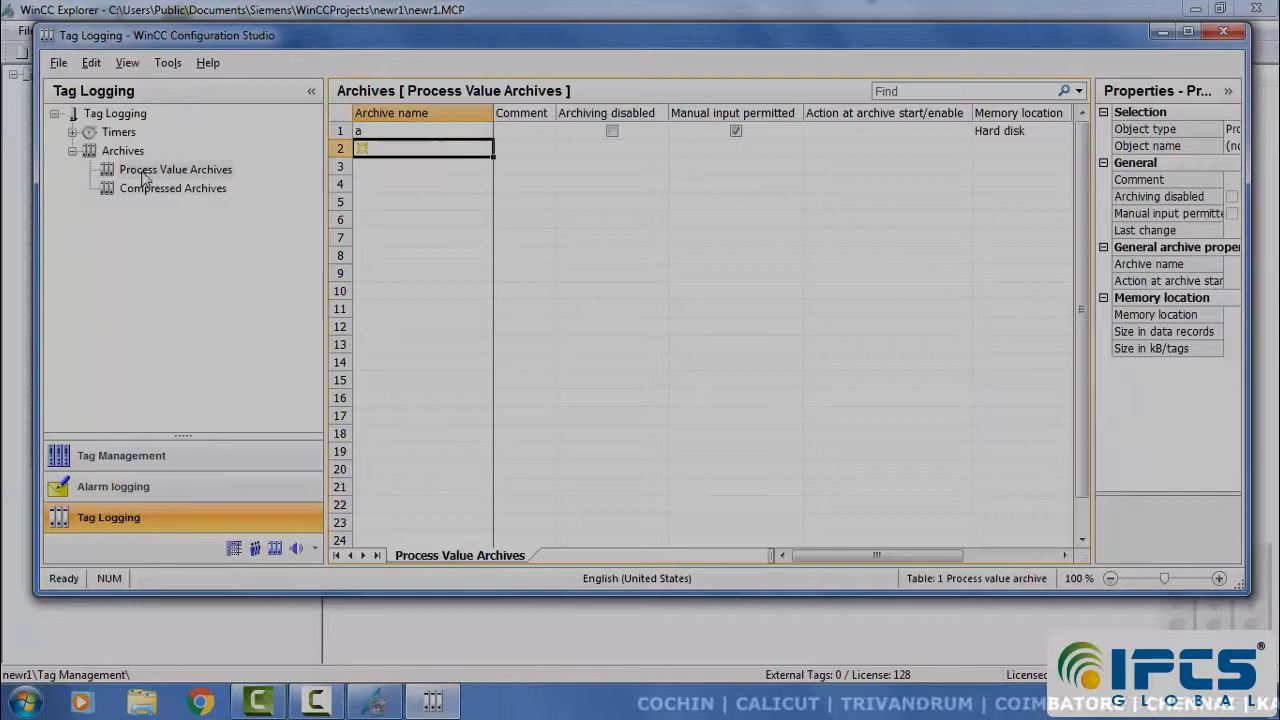 WinCC Explorer - C:\Users\Public\Documents\Siemens\WinCCProjects\newr1\newr1.MCP
Tag Logging - WinCC Configuration Studio
File Edit View Tools Help
Tag Logging «
Tag Logging
Timers
Archives
Process Value Archives
Compressed Archives
Tag Management
Alarm logging
Tag Logging
Archives [ Process Value Archives ]
Find
Archive name Comment Archiving disabled Manual input permitted Action at archive start/enable Memory location
1 a Hard disk
2
3
4
5
6
7
8
9
10
11
12
13
14
15
16
17
18
19
20
21
22
23
24
Process Value Archives
Properties - Pr... »
Selection
Object type Pro
Object name (no
General
Comment
Archiving disabled
Manual input permitte
Last change
General archive proper
Archive name
Action at archive star
Memory location
Memory location
Size in data records
Size in kB/tags
Ready NUM English (United States) Table: 1 Process value archive 100 %
newr1\Tag Management\ External Tags: 0 / License: 128 Licensed
COCHIN | CALICUT | TRIVANDRUM | COIMBATORE | CHENNAI | KA
IPCS ®
GLOBAL